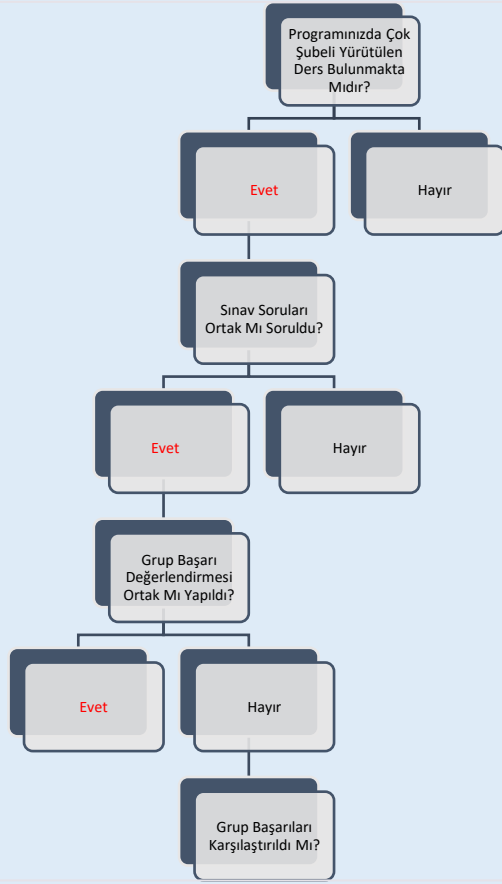 Programınızda Çok
Şubeli Yürütülen
Ders Bulunmakta
Mıdır?
Evet
Hayır
Sınav Soruları
Ortak Mı Soruldu?
Evet
Hayır
Grup Başarı
Değerlendirmesi
Ortak Mı Yapıldı?
Evet
Hayır
Grup Başarıları
Karşılaştırıldı Mı?